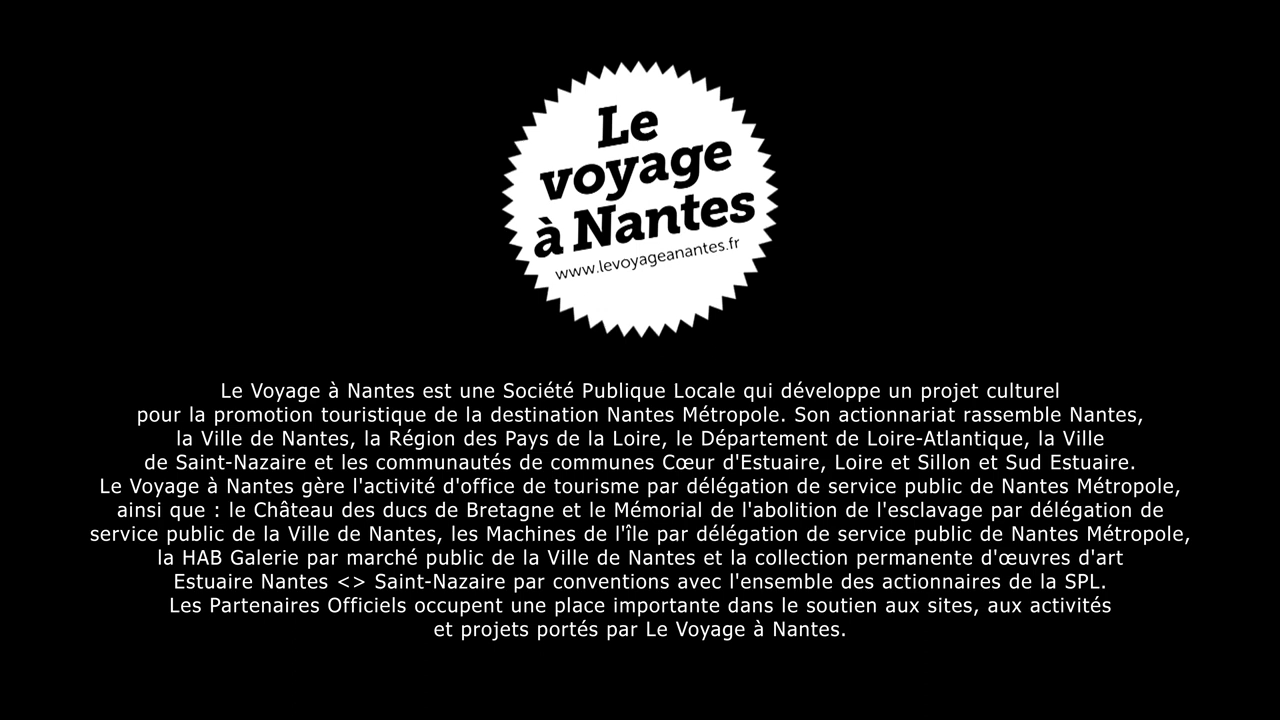 Le
voyage
à Nantes
www.levoyageanantes.fr
Le Voyage à Nantes est une Société Publique Locale qui développe un projet culturel
pour la promotion touristique de la destination Nantes Métropole. Son actionnariat rassemble Nantes,
la Ville de Nantes, la Région des Pays de la Loire, le Département de Loire-Atlantique, la Ville
de Saint-Nazaire et les communautés de communes Cœur d'Estuaire, Loire et Sillon et Sud Estuaire.
Le Voyage à Nantes gère l'activité d'office de tourisme par délégation de service public de Nantes Métropole,
ainsi que : le Château des ducs de Bretagne et le Mémorial de l'abolition de l'esclavage par délégation de
service public de la Ville de Nantes, les Machines de l'île par délégation de service public de Nantes Métropole,
la HAB Galerie par marché public de la Ville de Nantes et la collection permanente d'œuvres d'art
Estuaire Nantes <> Saint-Nazaire par conventions avec l'ensemble des actionnaires de la SPL.
Les Partenaires Officiels occupent une place importante dans le soutien aux sites, aux activités
et projets portés par Le Voyage à Nantes.